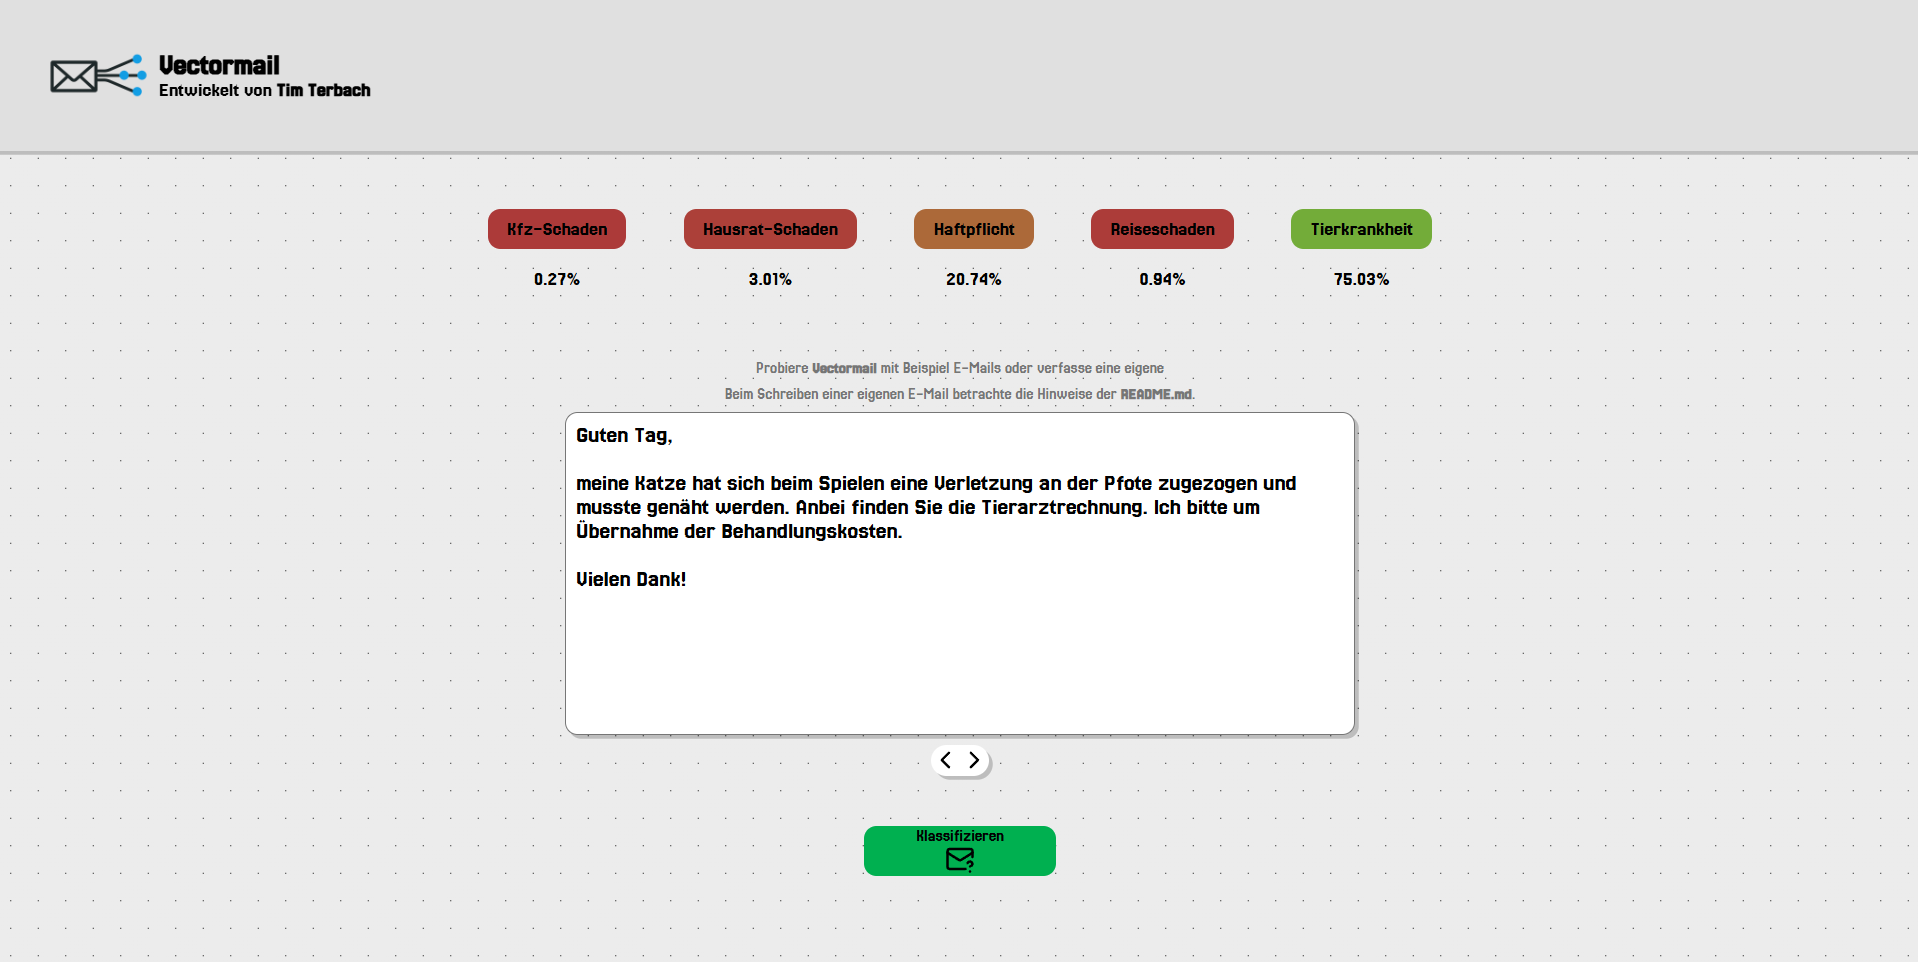 Vectormail
Entwickelt von Tim Terbach
Kfz-Schaden
Hausrat-Schaden
Haftpflicht
Reiseschaden
Tierkrankheit
0.27%
3.01%
20.74%
0.94%
75.03%
Probiere Vectormail mit Beispiel E-Mails oder verfasse eine eigene
Beim Schreiben einer eigenen E-Mail betrachte die Hinweise der README.md.
Guten Tag,
meine Katze hat sich beim Spielen eine Verletzung an der Pfote zugezogen und
musste genäht werden. Anbei finden Sie die Tierarztrechnung. Ich bitte um
Übernahme der Behandlungskosten.
Vielen Dank!
Klassifizieren